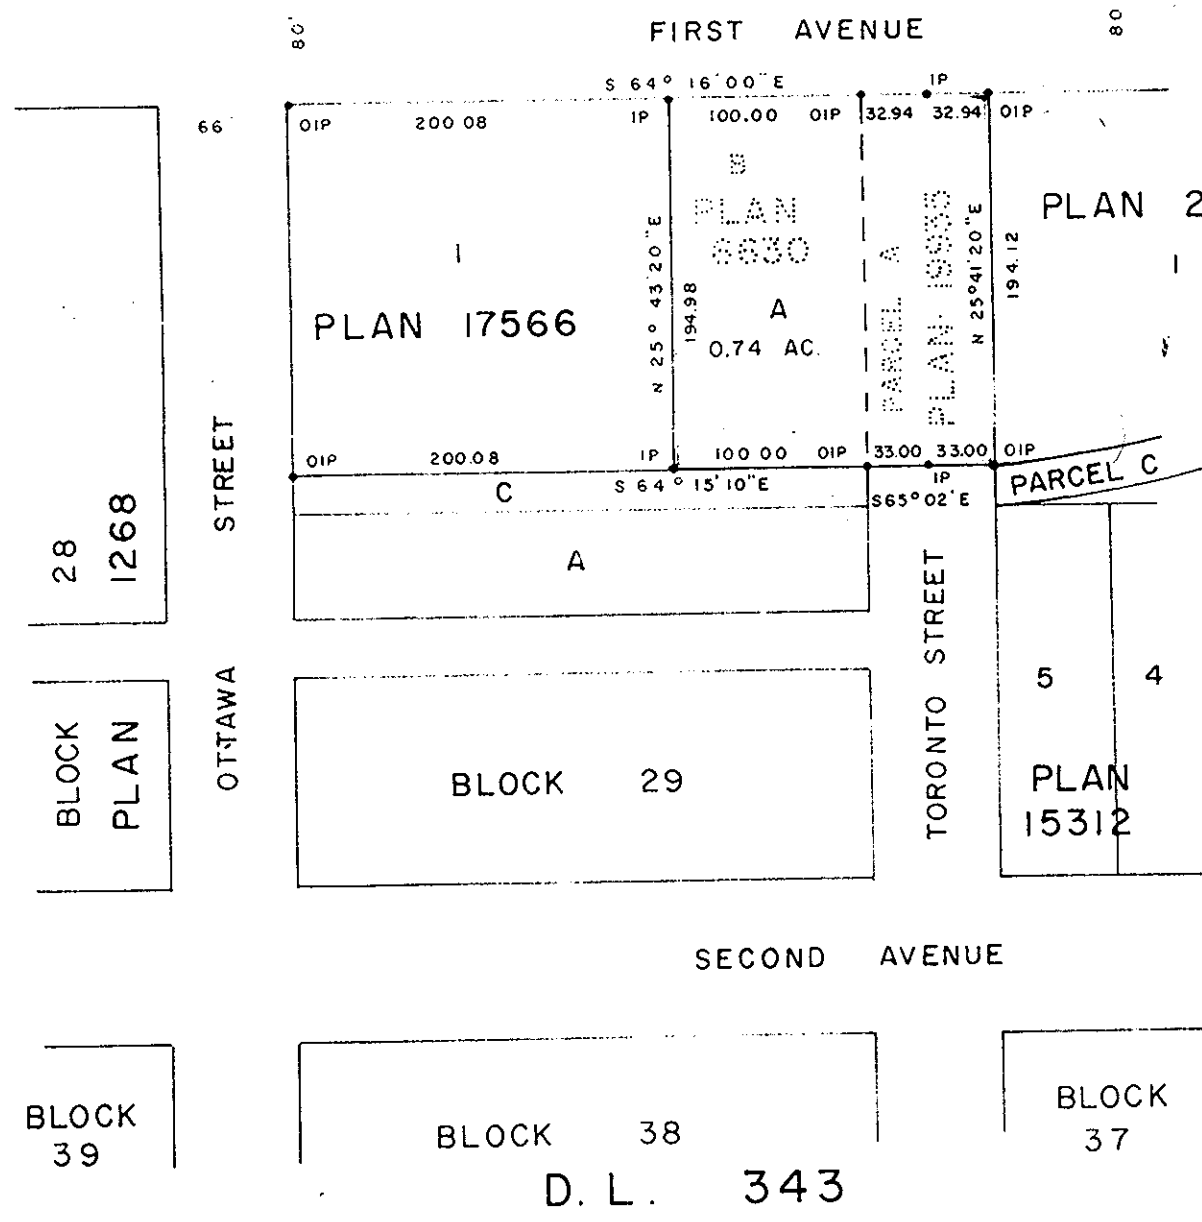 80'
FIRST AVENUE
80
S 64° 16' 00" E
IP
66
OIP 200 08 IP 100.00 OIP 32.94 32.94 OIP
B
PLAN
6630
PLAN 2
1
N 25° 43' 20" E
194.98
PARCEL A
N 25° 41' 20" E
194.12
1
PLAN 17566
A
0.74 AC.
OIP 200.08 IP 100 00 OIP 33.00 33.00 OIP
C
S 64° 15' 10" E
IP
S 65° 02' E
PARCEL C
A
28
1268
OTTAWA STREET
TORONTO STREET
5 4
BLOCK
PLAN
BLOCK 29
PLAN
15312
SECOND AVENUE
BLOCK
39
BLOCK 38
BLOCK
37
D. L. 343